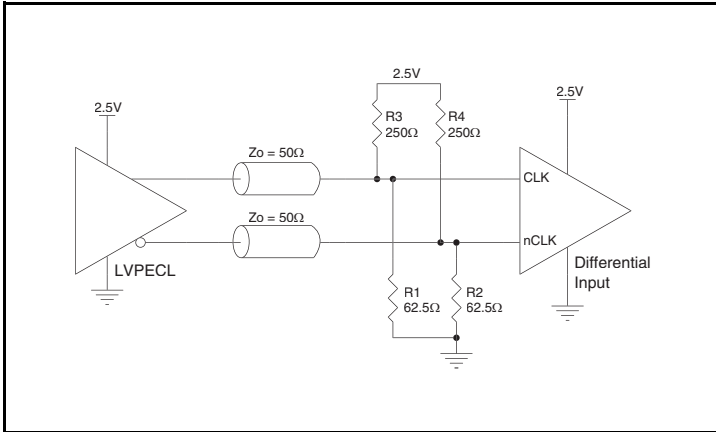 2.5V
2.5V
2.5V
R3
250Ω
R4
250Ω
Zo = 50Ω
CLK
Zo = 50Ω
nCLK
LVPECL
Differential
Input
R1
62.5Ω
R2
62.5Ω